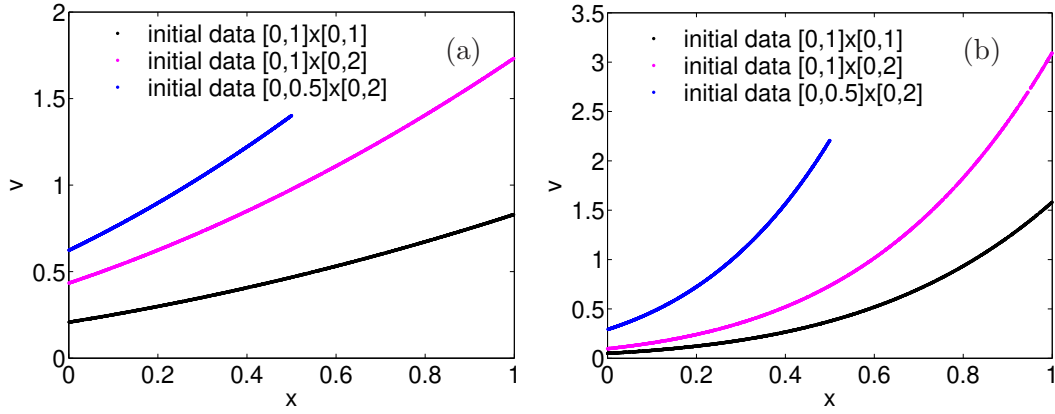 2
1.5
1
0.5
0
v
0
0.2
0.4
0.6
0.8
1
x
initial data [0,1]x[0,1]
initial data [0,1]x[0,2]
initial data [0,0.5]x[0,2]
(a)
3.5
3
2.5
2
1.5
1
0.5
0
v
0
0.2
0.4
0.6
0.8
1
x
initial data [0,1]x[0,1]
initial data [0,1]x[0,2]
initial data [0,0.5]x[0,2]
(b)